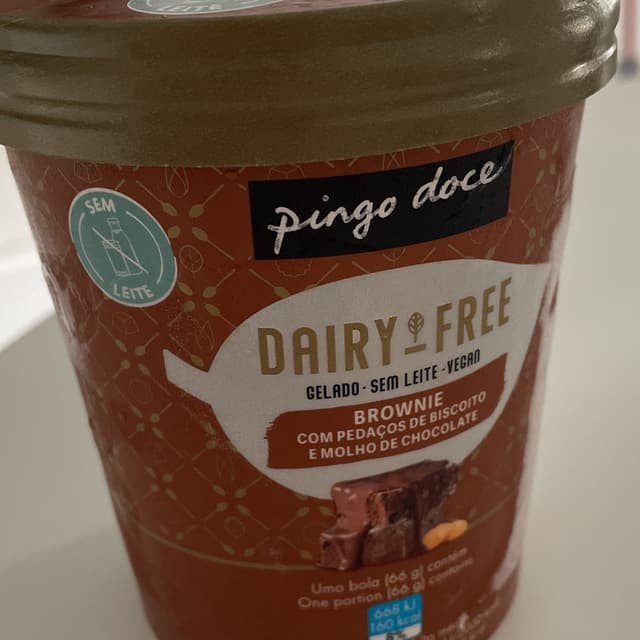 pingo doce
SEM
LEITE
DAIRY FREE
GELADO · SEM LEITE · VEGAN
BROWNIE
COM PEDAÇOS DE BISCOITO
E MOLHO DE CHOCOLATE
Uma bola (66 g) contém
One portion (66 g) contains
665 kJ
160 kcal